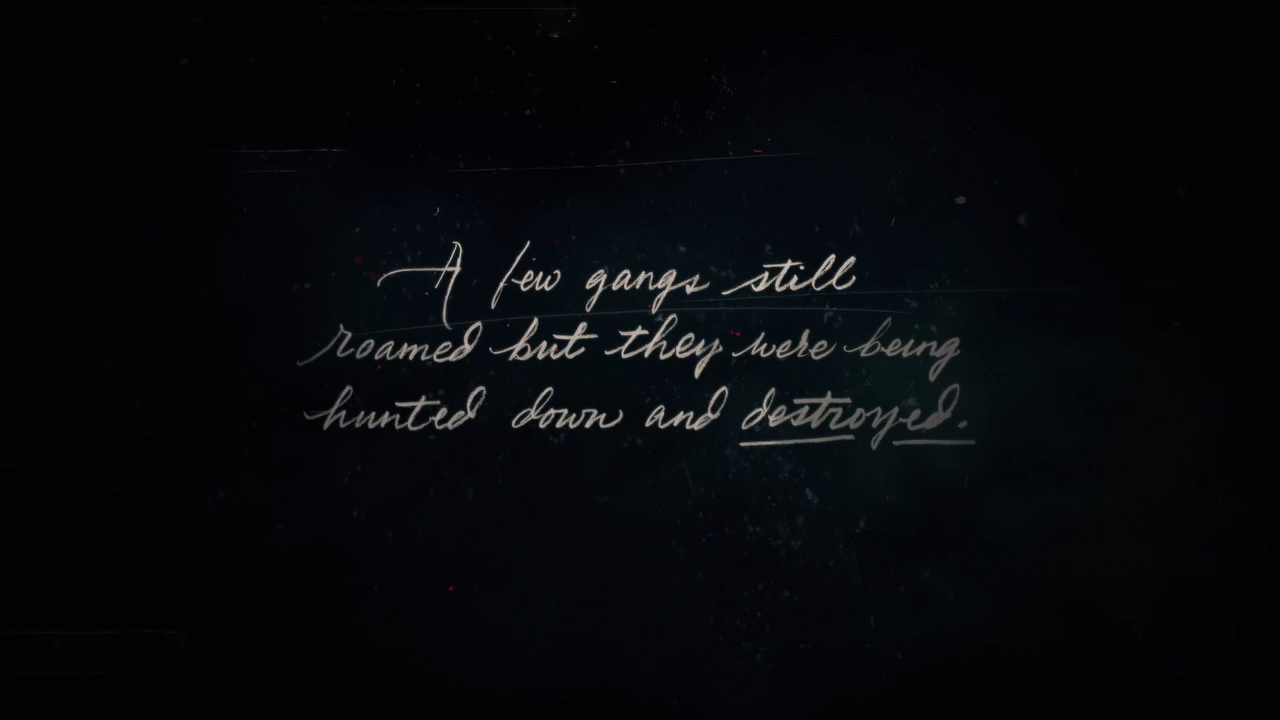 A few gangs still
roamed but they were being
hunted down and destroyed.